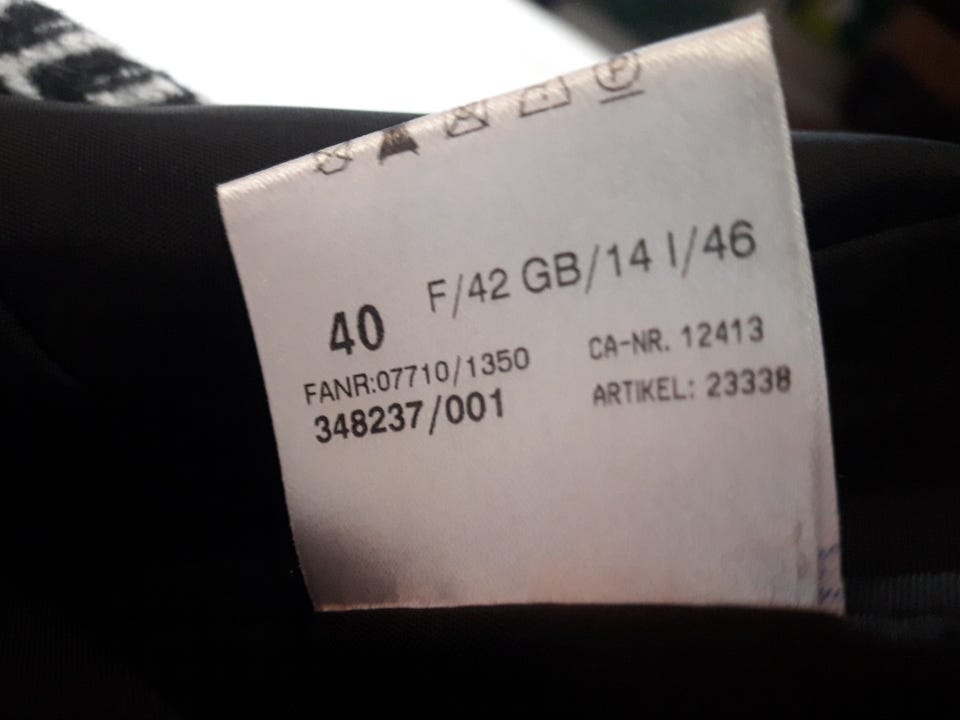 F
40 F/42 GB/14 I/46
FANR:07710/1350 CA-NR. 12413
348237/001 ARTIKEL: 23338